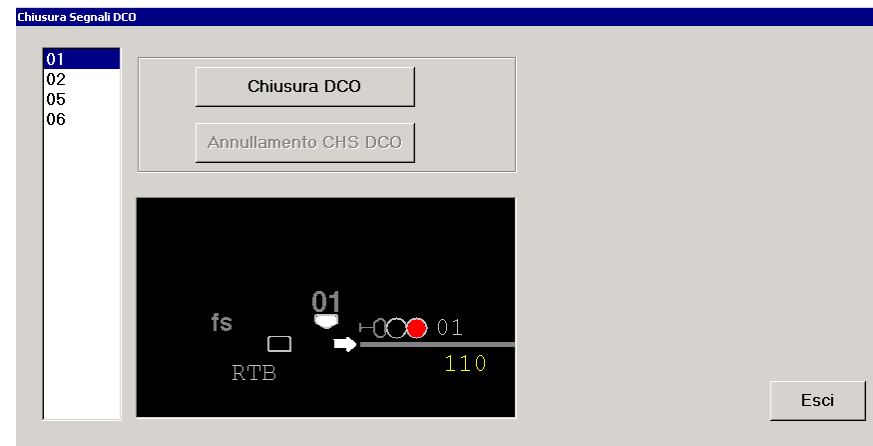 Chiusura Segnali DCO
01
02
05
06
Chiusura DCO
Annullamento CHS DCO
01
fs
01
RTB
110
Esci